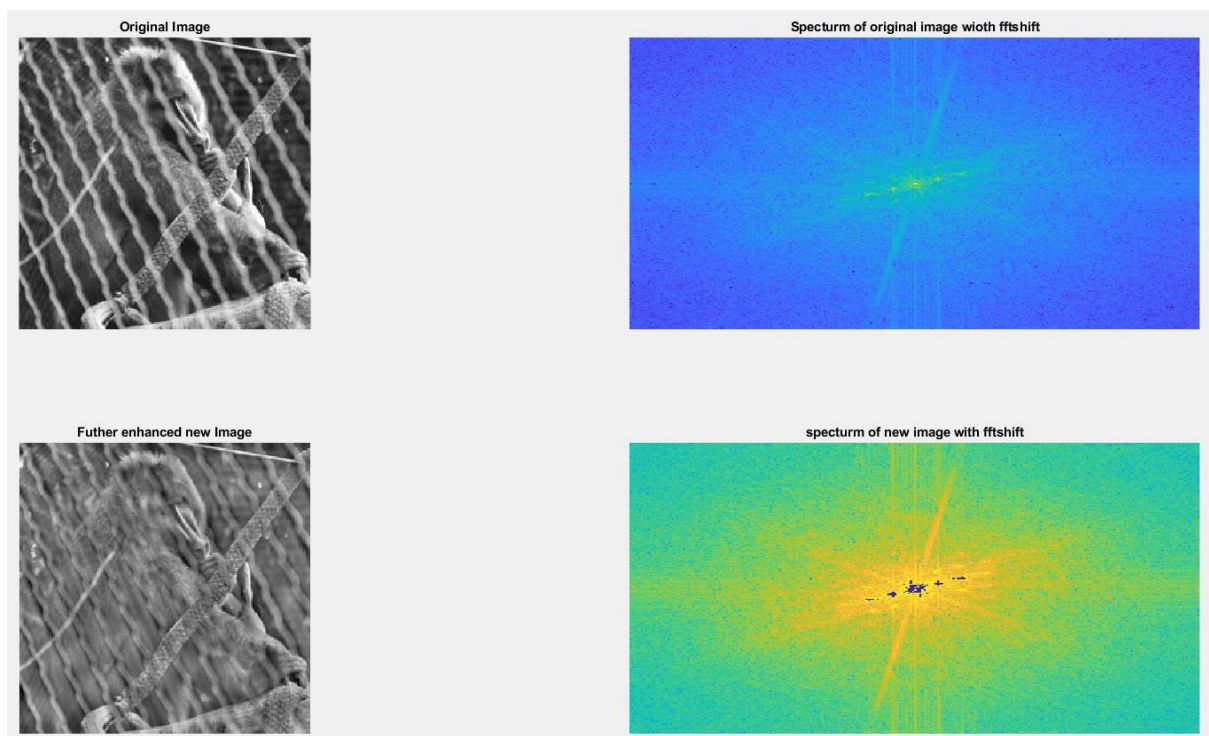 Original Image
Specturm of original image wioth fftshift
Futher enhanced new Image
specturm of new image with fftshift